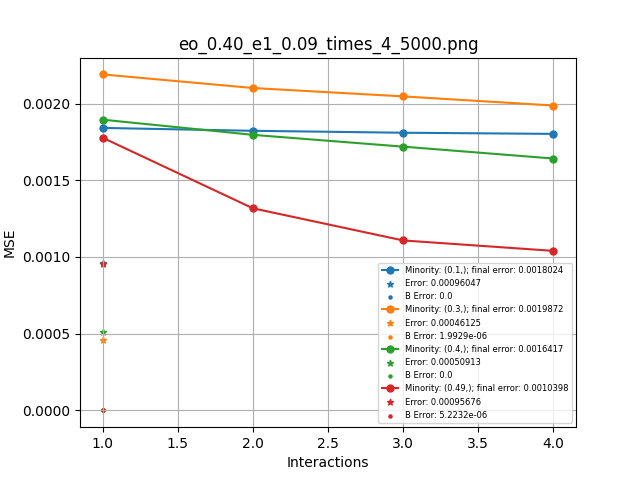 eo_0.40_e1_0.09_times_4_5000.png
0.0020
0.0015
0.0010
0.0005
0.0000
MSE
Minority: (0.1,); final error: 0.0018024
Error: 0.00096047
B Error: 0.0
Minority: (0.3,); final error: 0.0019872
Error: 0.00046125
B Error: 1.9929e-06
Minority: (0.4,); final error: 0.0016417
Error: 0.00050913
B Error: 0.0
Minority: (0.49,); final error: 0.0010398
Error: 0.00095676
B Error: 5.2232e-06
1.0 1.5 2.0 2.5 3.0 3.5 4.0
Interactions